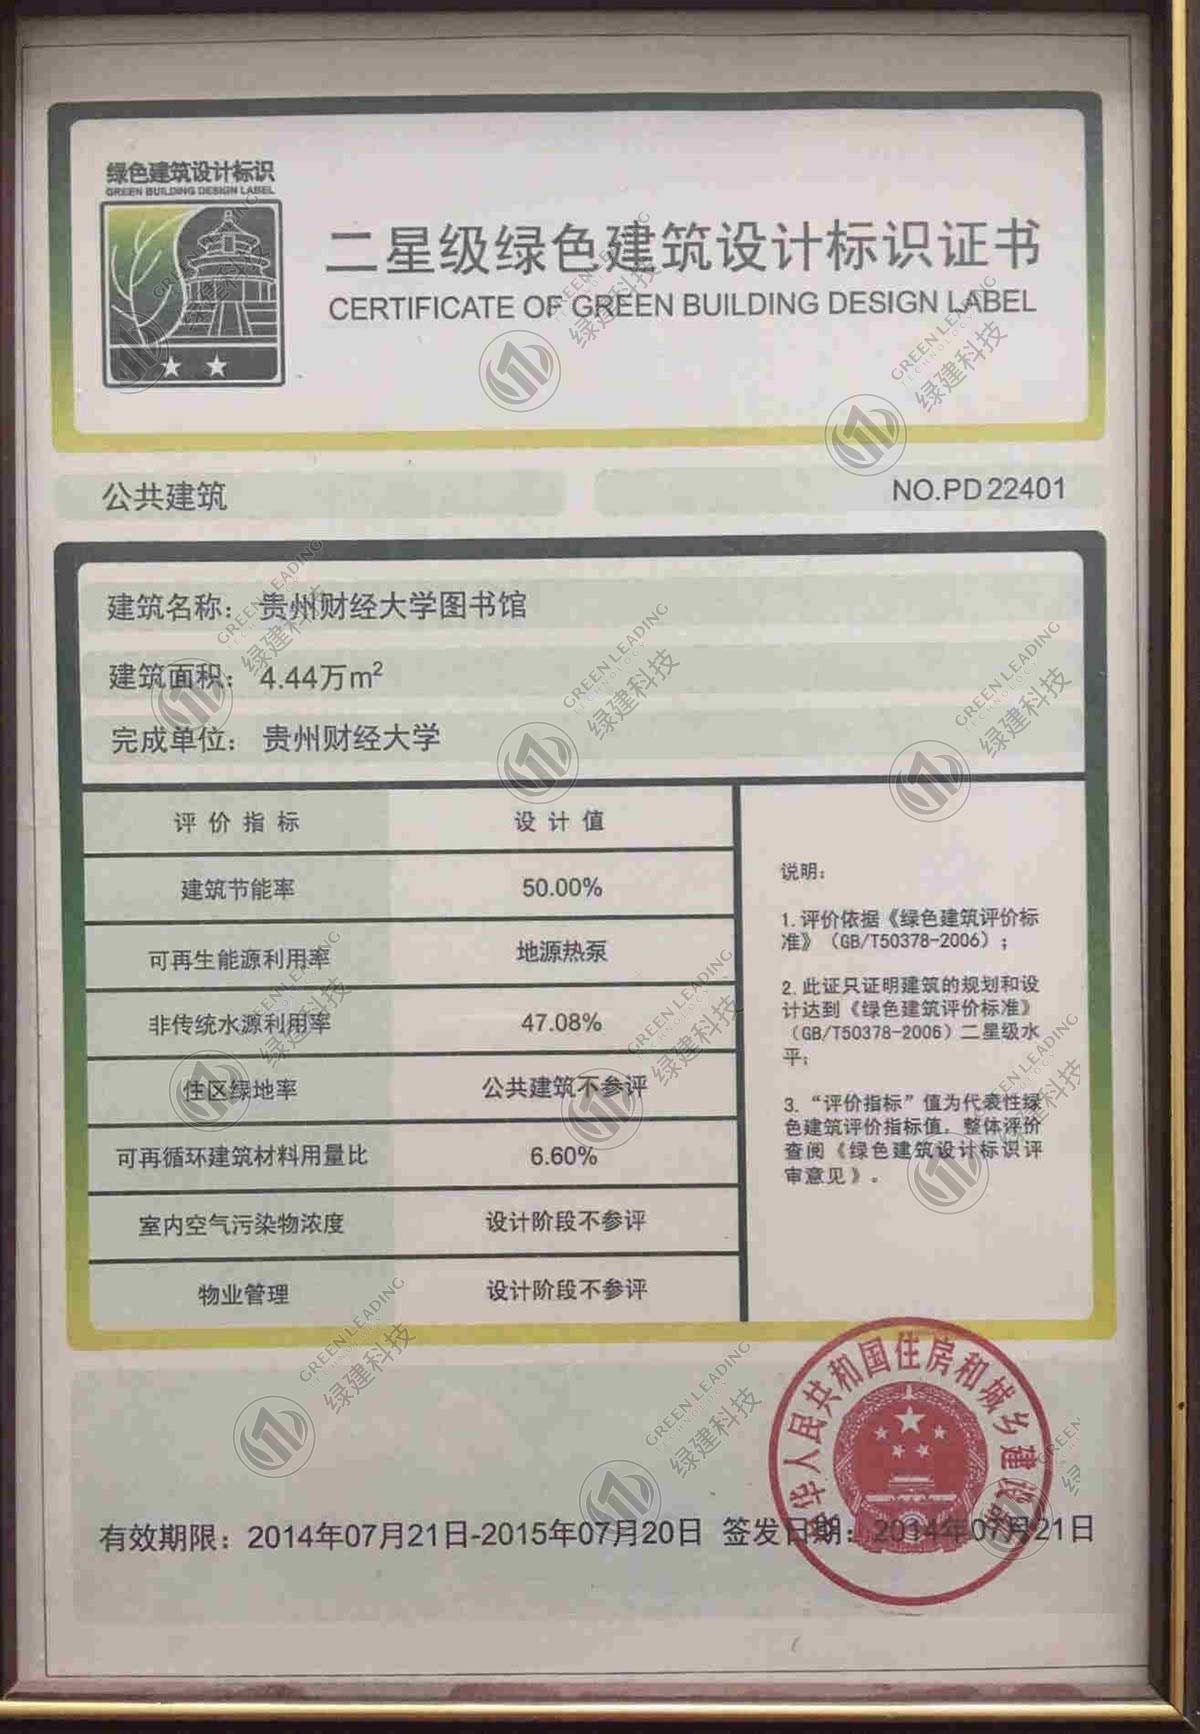 绿色建筑设计标识
GREEN BUILDING DESIGN LABEL
二星级绿色建筑设计标识证书
CERTIFICATE OF GREEN BUILDING DESIGN LABEL
公共建筑
NO.PD 22401
建筑名称：贵州财经大学图书馆
建筑面积：4.44万m²
完成单位：贵州财经大学
评价指标 设计值
建筑节能率 50.00%
可再生能源利用率 地源热泵
非传统水源利用率 47.08%
住区绿地率 公共建筑不参评
可再循环建筑材料用量比 6.60%
室内空气污染物浓度 设计阶段不参评
物业管理 设计阶段不参评
说明：
1. 评价依据《绿色建筑评价标
准》（GB/T50378-2006）；
2. 此证只证明建筑的规划和设
计达到《绿色建筑评价标准》
（GB/T50378-2006）二星级水
平；
3. “评价指标”值为代表性绿
色建筑评价指标值，整体评价
查阅《绿色建筑设计标识评
审意见》。
中华人民共和国住房和城乡建设部
有效期限：2014年07月21日-2015年07月20日 签发日期：2014年07月21日
GREEN LEADING
TECHNOLOGY
绿建科技